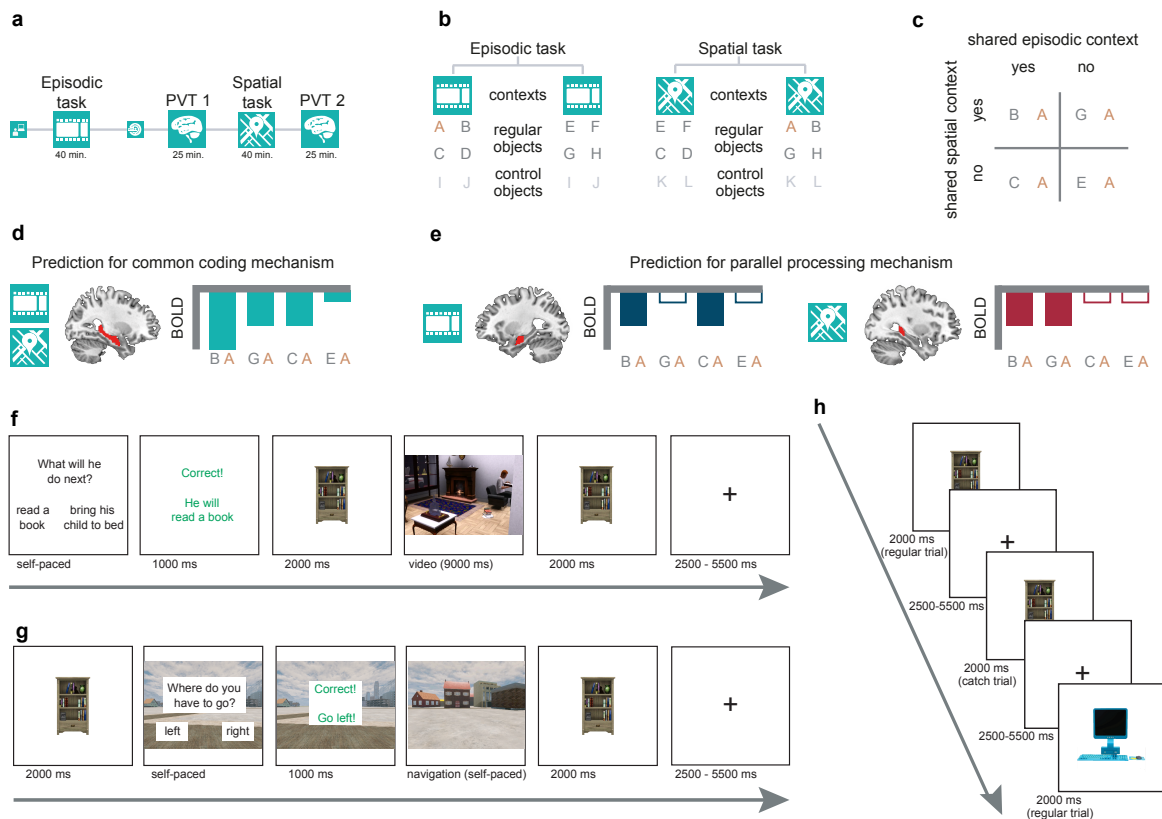 a
Episodic
task
PVT 1
Spatial
task
PVT 2
40 min.
25 min.
40 min.
25 min.
b
Episodic task
Spatial task
contexts
contexts
A B
regular
objects
E F
C D
G H
I J
control
objects
I J
E F
regular
objects
A B
C D
G H
K L
control
objects
K L
c
shared episodic context
yes
no
shared spatial context
yes
no
B A
G A
C A
E A
d
Prediction for common coding mechanism
BOLD
B A G A C A E A
e
Prediction for parallel processing mechanism
BOLD
B A G A C A E A
BOLD
B A G A C A E A
f
What will he
do next?
read a
book
bring his
child to bed
self-paced
Correct!
He will
read a book
1000 ms
2000 ms
video (9000 ms)
2000 ms
+
2500 - 5500 ms
g
2000 ms
Where do you
have to go?
left
right
self-paced
Correct!
Go left!
1000 ms
navigation (self-paced)
2000 ms
+
2500 - 5500 ms
h
2000 ms
(regular trial)
+
2500-5500 ms
2000 ms
(catch trial)
+
2500-5500 ms
2000 ms
(regular trial)